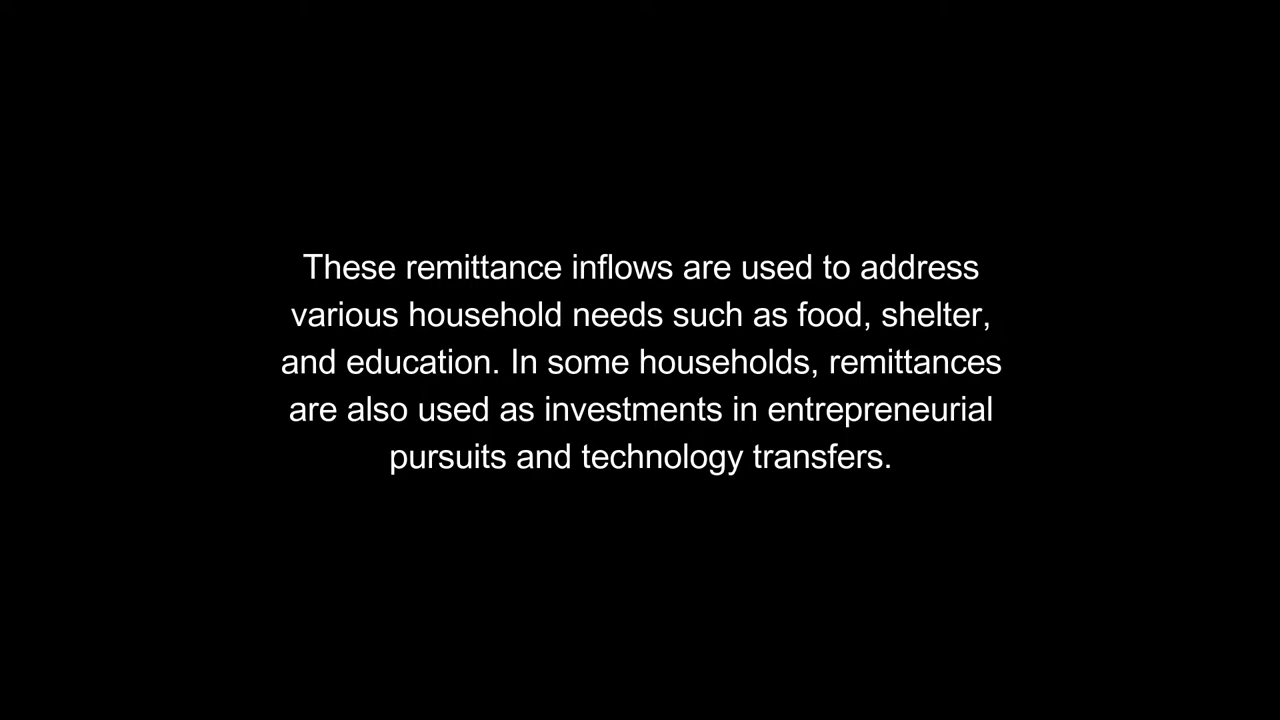 These remittance inflows are used to address
various household needs such as food, shelter,
and education. In some households, remittances
are also used as investments in entrepreneurial
pursuits and technology transfers.